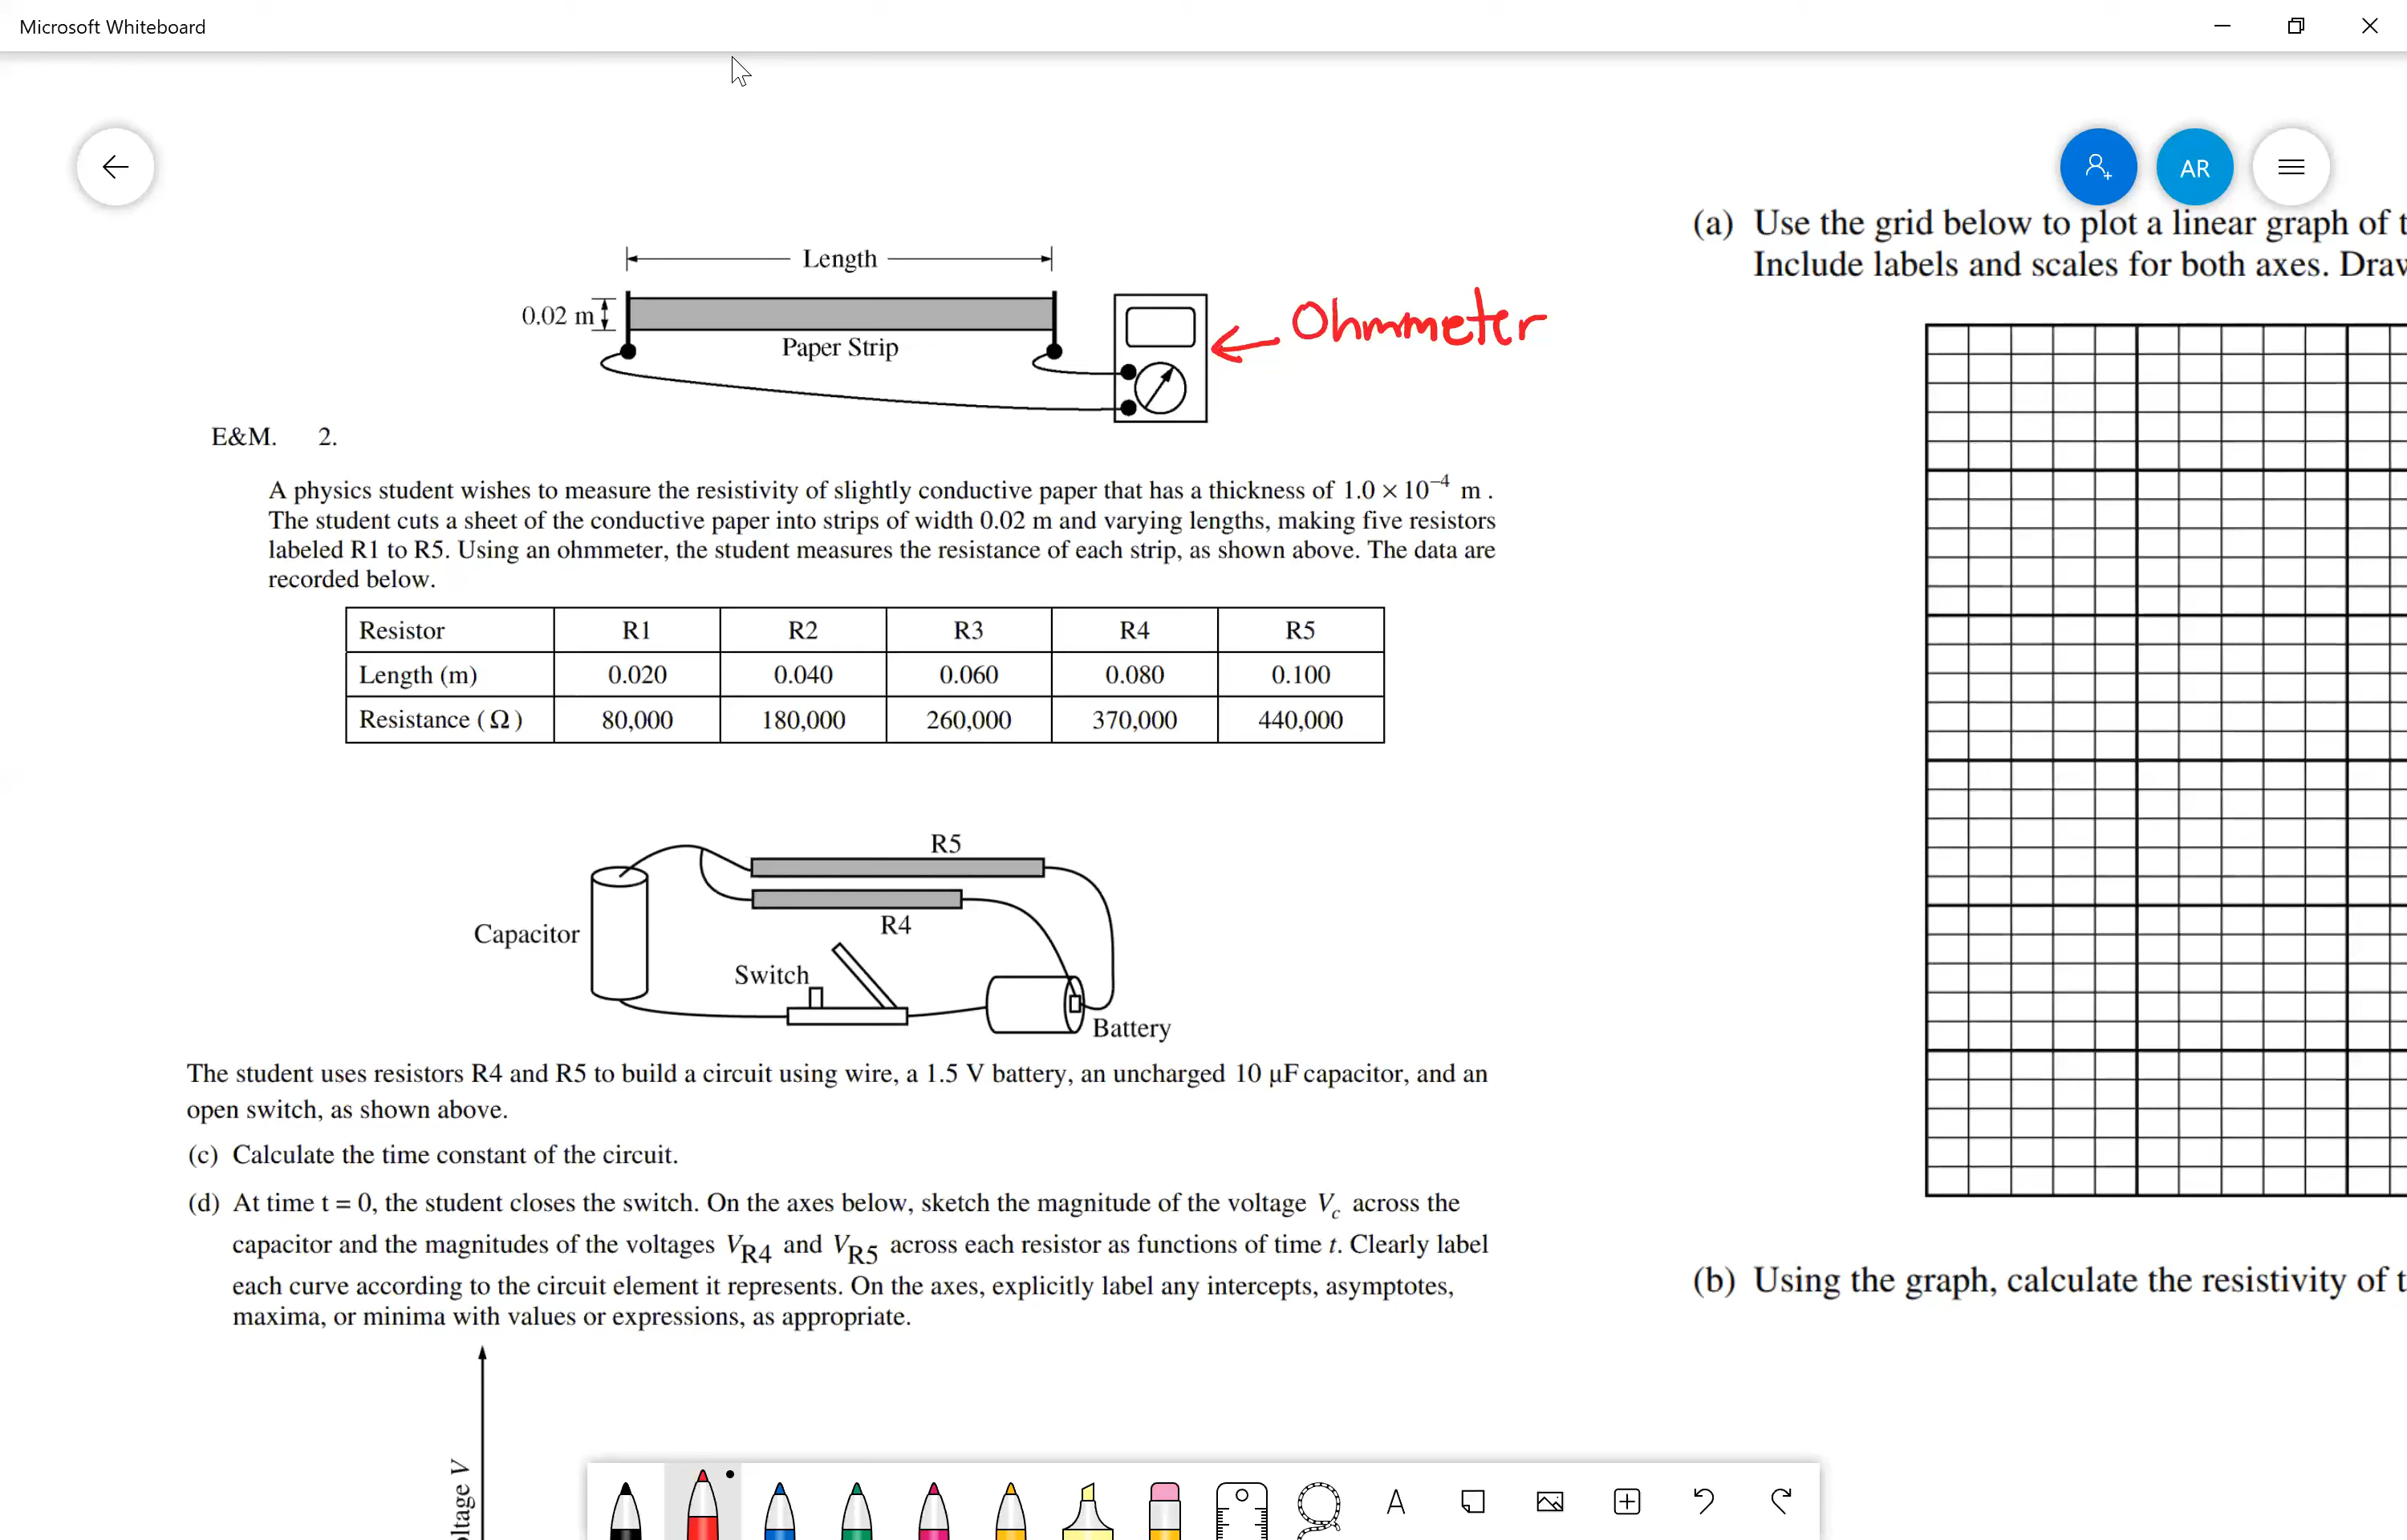 Microsoft Whiteboard
AR
Length
0.02 m
Paper Strip
Ohmmeter
E&M. 2.
A physics student wishes to measure the resistivity of slightly conductive paper that has a thickness of 1.0 × 10⁻⁴ m .
The student cuts a sheet of the conductive paper into strips of width 0.02 m and varying lengths, making five resistors
labeled R1 to R5. Using an ohmmeter, the student measures the resistance of each strip, as shown above. The data are
recorded below.
Resistor R1 R2 R3 R4 R5
Length (m) 0.020 0.040 0.060 0.080 0.100
Resistance ( Ω ) 80,000 180,000 260,000 370,000 440,000
R5
R4
Capacitor
Switch
Battery
The student uses resistors R4 and R5 to build a circuit using wire, a 1.5 V battery, an uncharged 10 μF capacitor, and an
open switch, as shown above.
(c) Calculate the time constant of the circuit.
(d) At time t = 0, the student closes the switch. On the axes below, sketch the magnitude of the voltage Vc across the
capacitor and the magnitudes of the voltages VR4 and VR5 across each resistor as functions of time t. Clearly label
each curve according to the circuit element it represents. On the axes, explicitly label any intercepts, asymptotes,
maxima, or minima with values or expressions, as appropriate.
ltage V
(a) Use the grid below to plot a linear graph of t
Include labels and scales for both axes. Draw
(b) Using the graph, calculate the resistivity of t
A